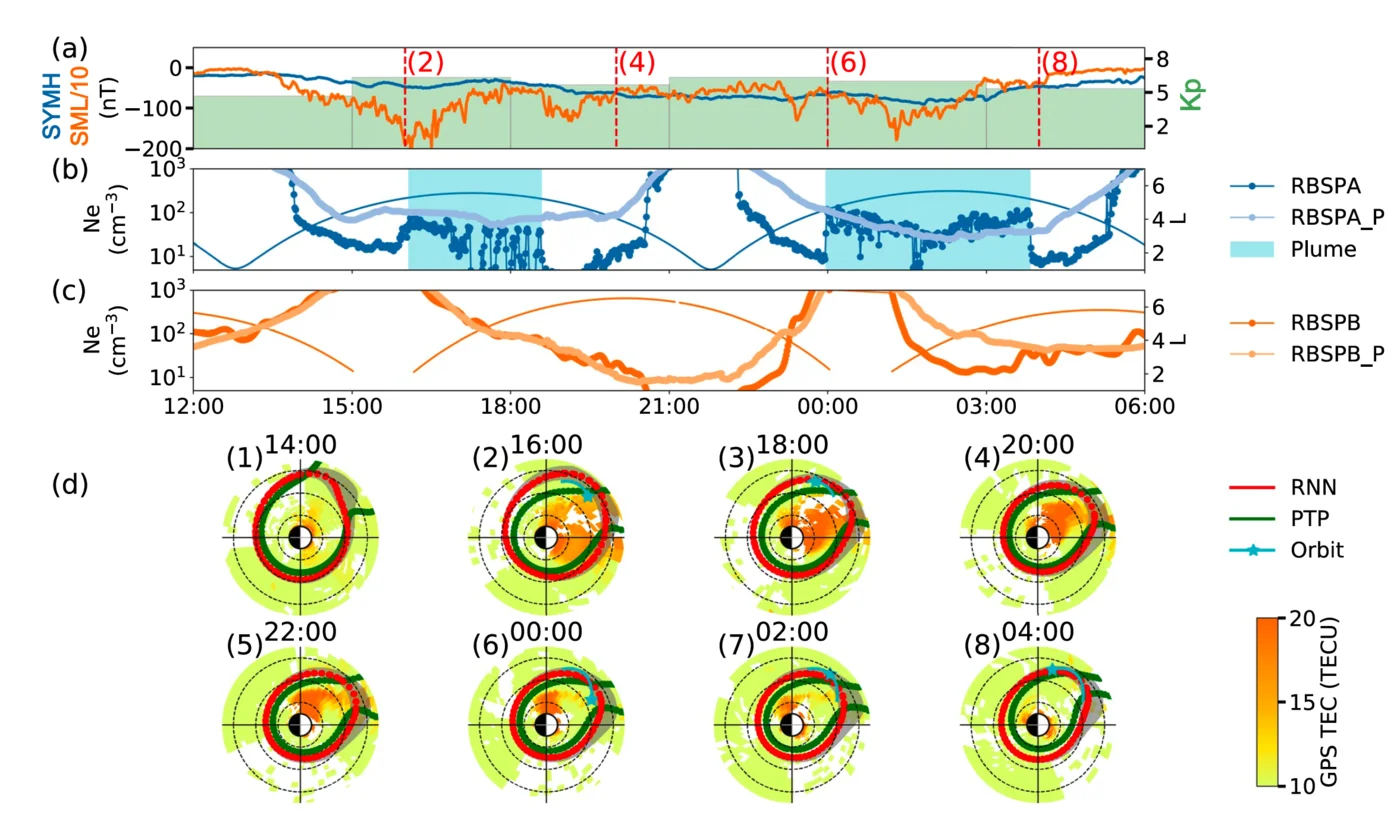 (a)
SYMH
SML/10
(nT)
0
−100
−200
(2)
(4)
(6)
(8)
8
5
2
Kp
(b)
Ne
(cm⁻³)
10³
10²
10¹
6
4
2
L
RBSPA
RBSPA_P
Plume
(c)
Ne
(cm⁻³)
10³
10²
10¹
6
4
2
L
RBSPB
RBSPB_P
12:00 15:00 18:00 21:00 00:00 03:00 06:00
(d)
(1) 14:00
(2) 16:00
(3) 18:00
(4) 20:00
RNN
PTP
Orbit
(5) 22:00
(6) 00:00
(7) 02:00
(8) 04:00
20
15
10
GPS TEC (TECU)